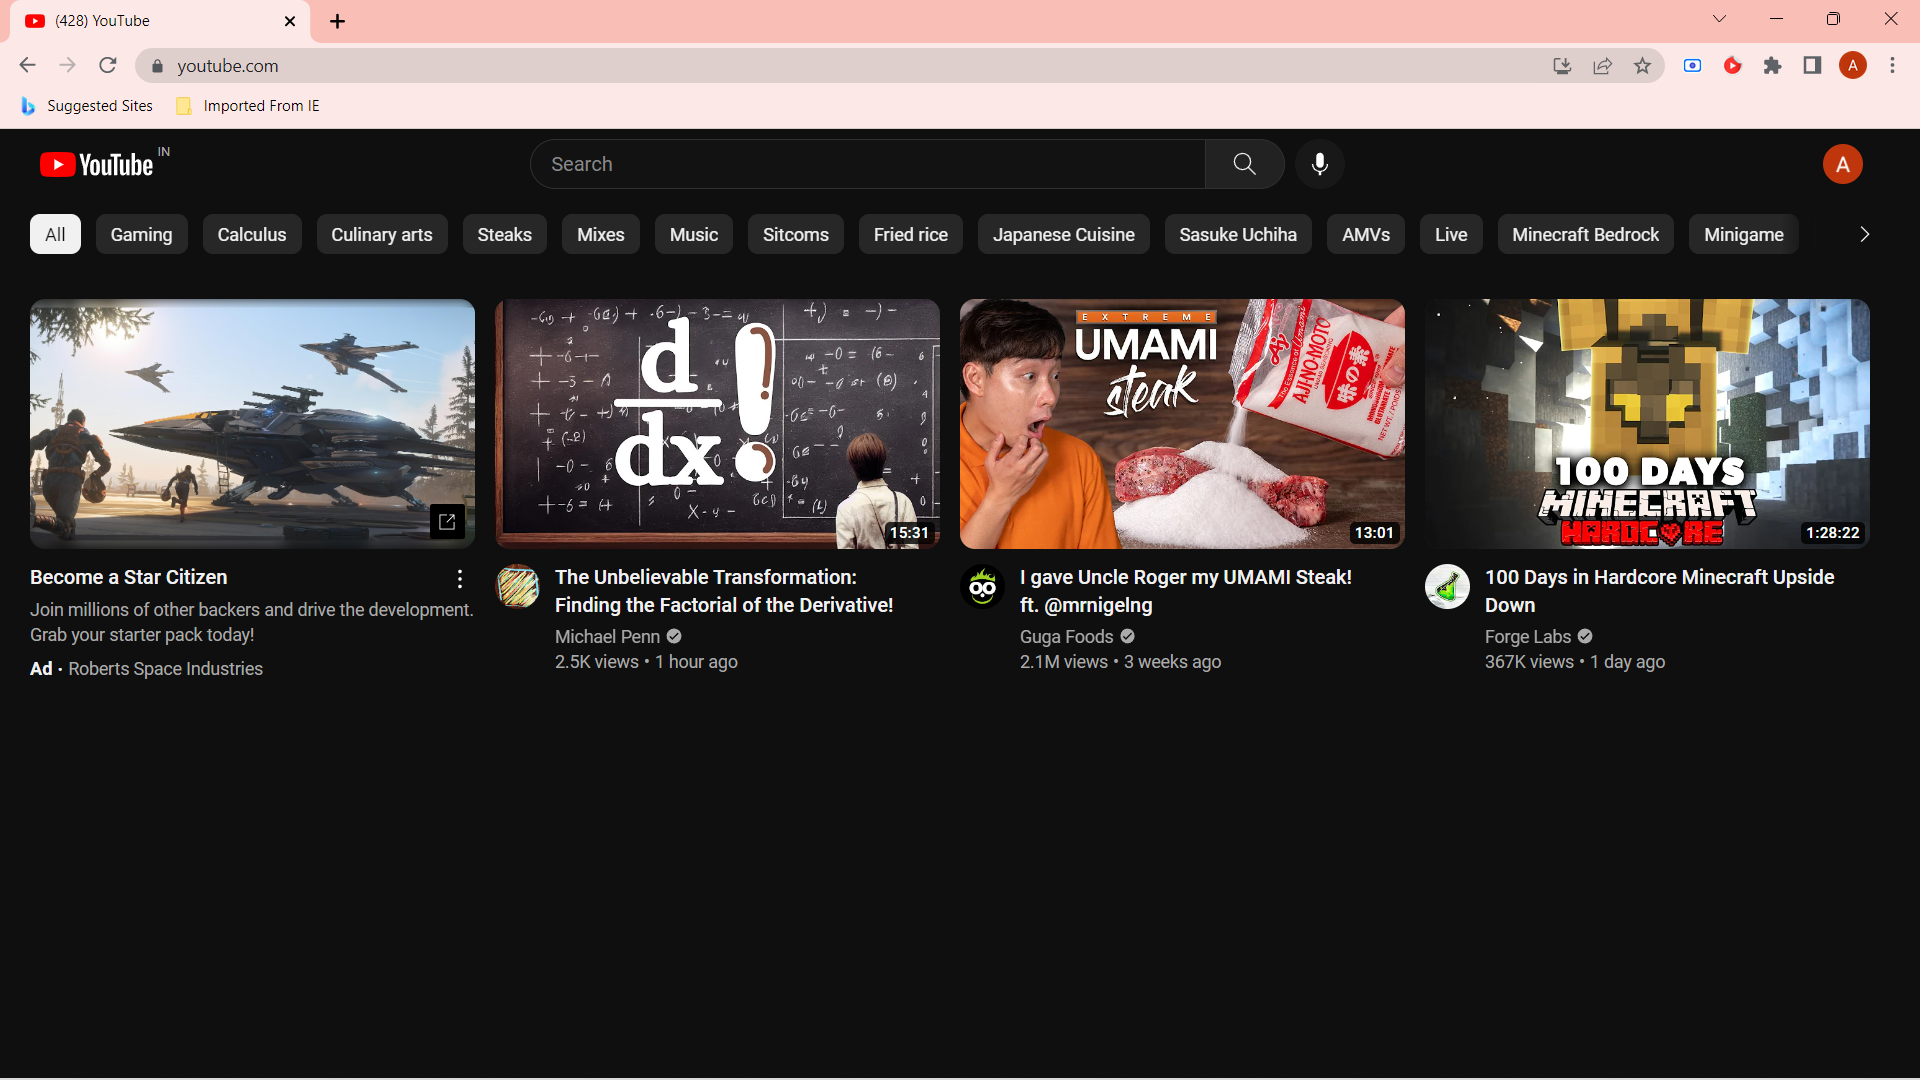 (428) YouTube
youtube.com
A
Suggested Sites
Imported From IE
YouTube IN
Search
A
All
Gaming
Calculus
Culinary arts
Steaks
Mixes
Music
Sitcoms
Fried rice
Japanese Cuisine
Sasuke Uchiha
AMVs
Live
Minecraft Bedrock
Minigame
d
dx
!
15:31
EXTREME
UMAMI
steak
AJI-NO-MOTO
味の素
13:01
100 DAYS
MINECRAFT
HARDCORE
1:28:22
Become a Star Citizen
Join millions of other backers and drive the development.
Grab your starter pack today!
Ad · Roberts Space Industries
The Unbelievable Transformation:
Finding the Factorial of the Derivative!
Michael Penn
2.5K views • 1 hour ago
I gave Uncle Roger my UMAMI Steak!
ft. @mrnigelng
Guga Foods
2.1M views • 3 weeks ago
100 Days in Hardcore Minecraft Upside
Down
Forge Labs
367K views • 1 day ago